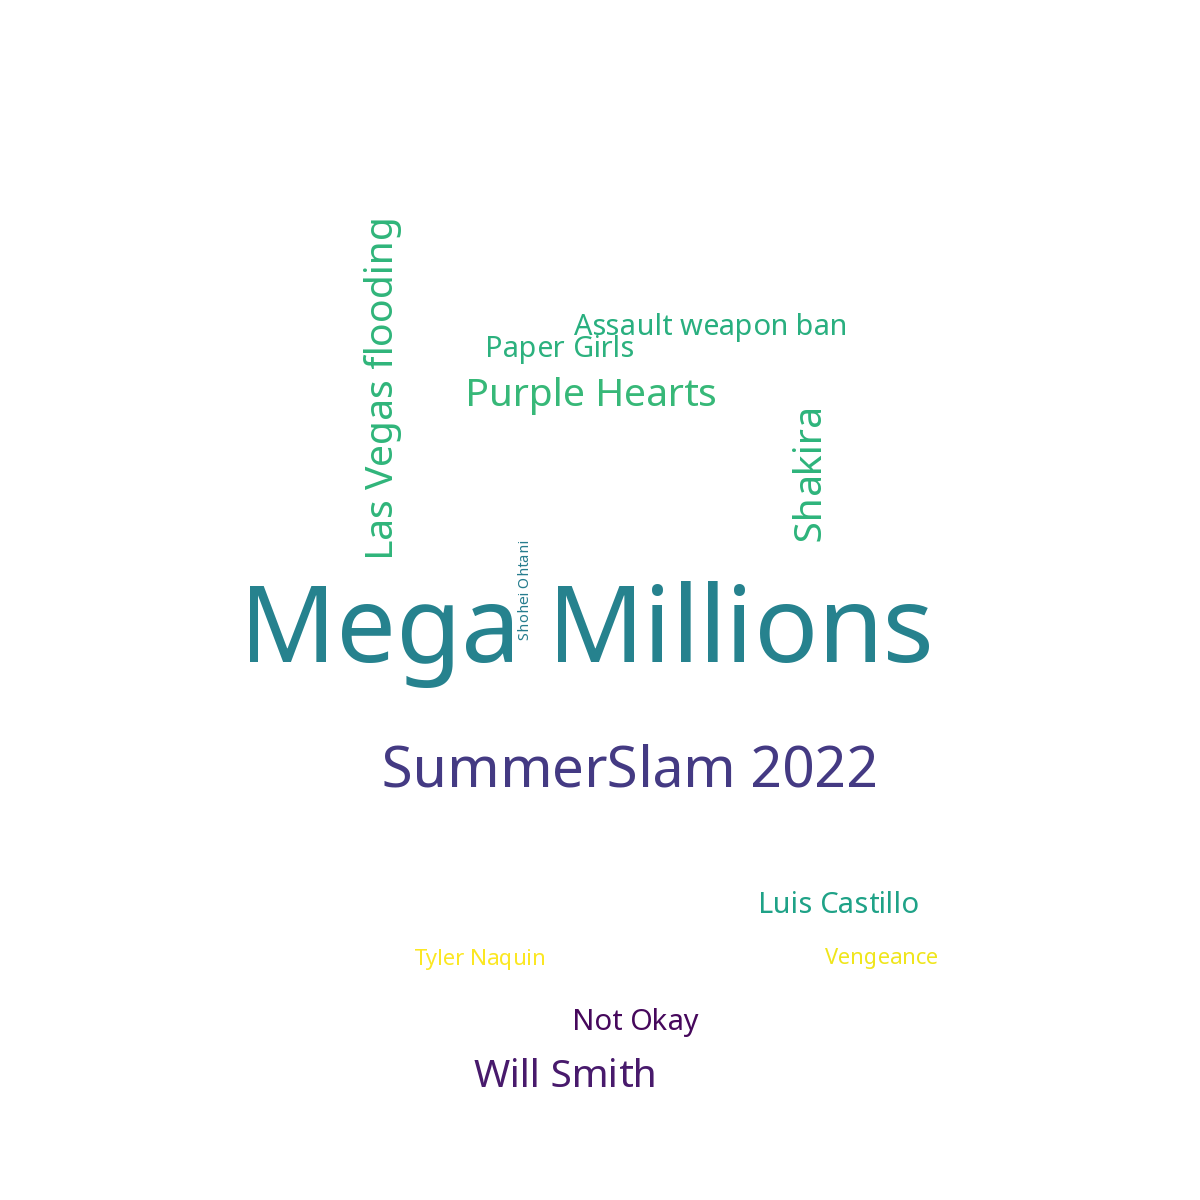 Las Vegas flooding
Assault weapon ban
Paper Girls
Purple Hearts
Shakira
Shohei Ohtani
Mega Millions
SummerSlam 2022
Luis Castillo
Tyler Naquin
Vengeance
Not Okay
Will Smith